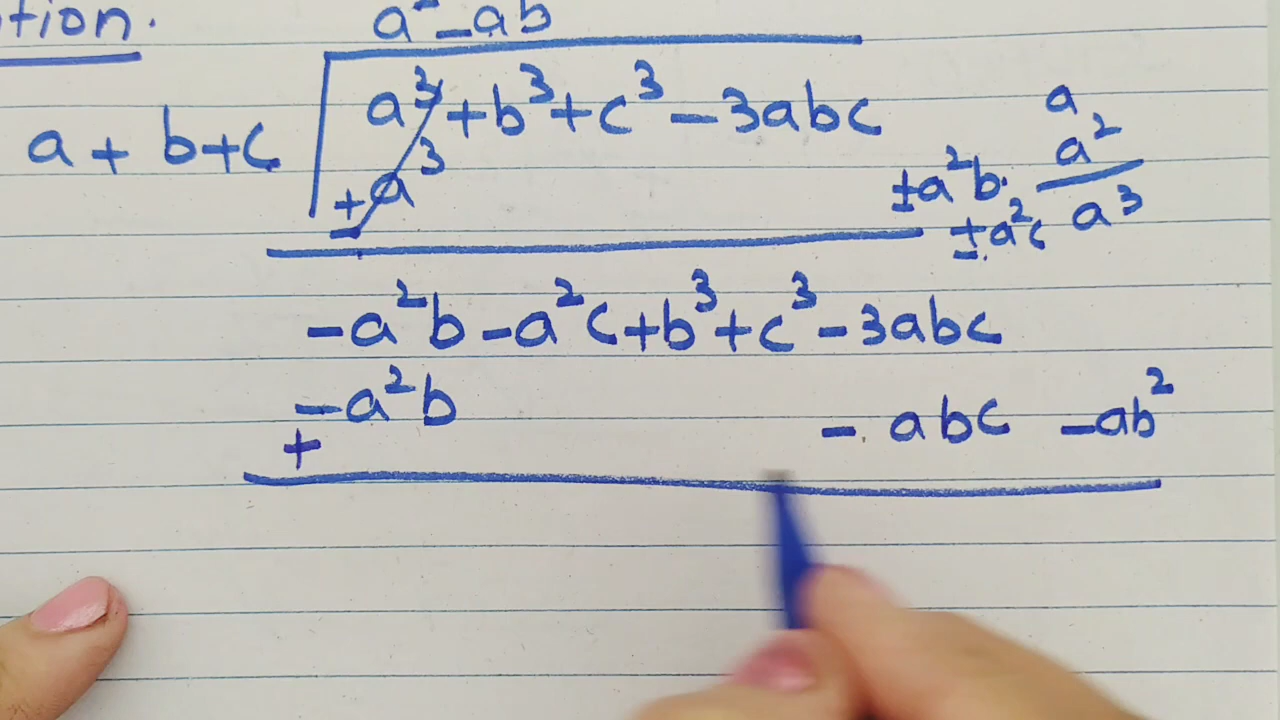 tion.
a² - ab
a + b + c | a³ + b³ + c³ - 3abc
+ a³ ± a²b. ± a²c
-
a
a²
a³
- a²b - a²c + b³ + c³ - 3abc
- a²b - abc - ab²
+